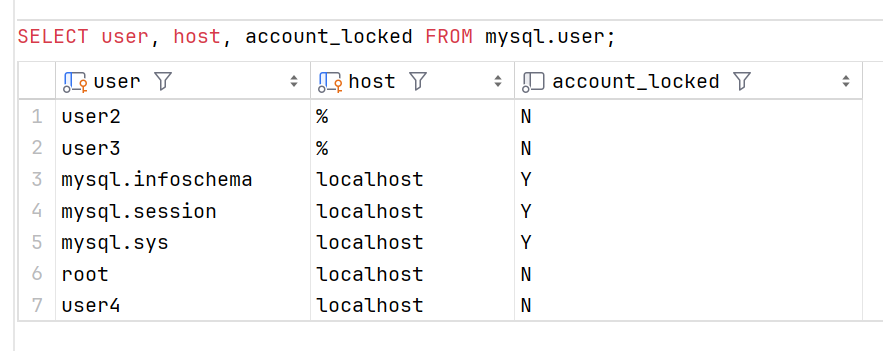 SELECT user, host, account_locked FROM mysql.user;
user host account_locked
1 user2 % N
2 user3 % N
3 mysql.infoschema localhost Y
4 mysql.session localhost Y
5 mysql.sys localhost Y
6 root localhost N
7 user4 localhost N